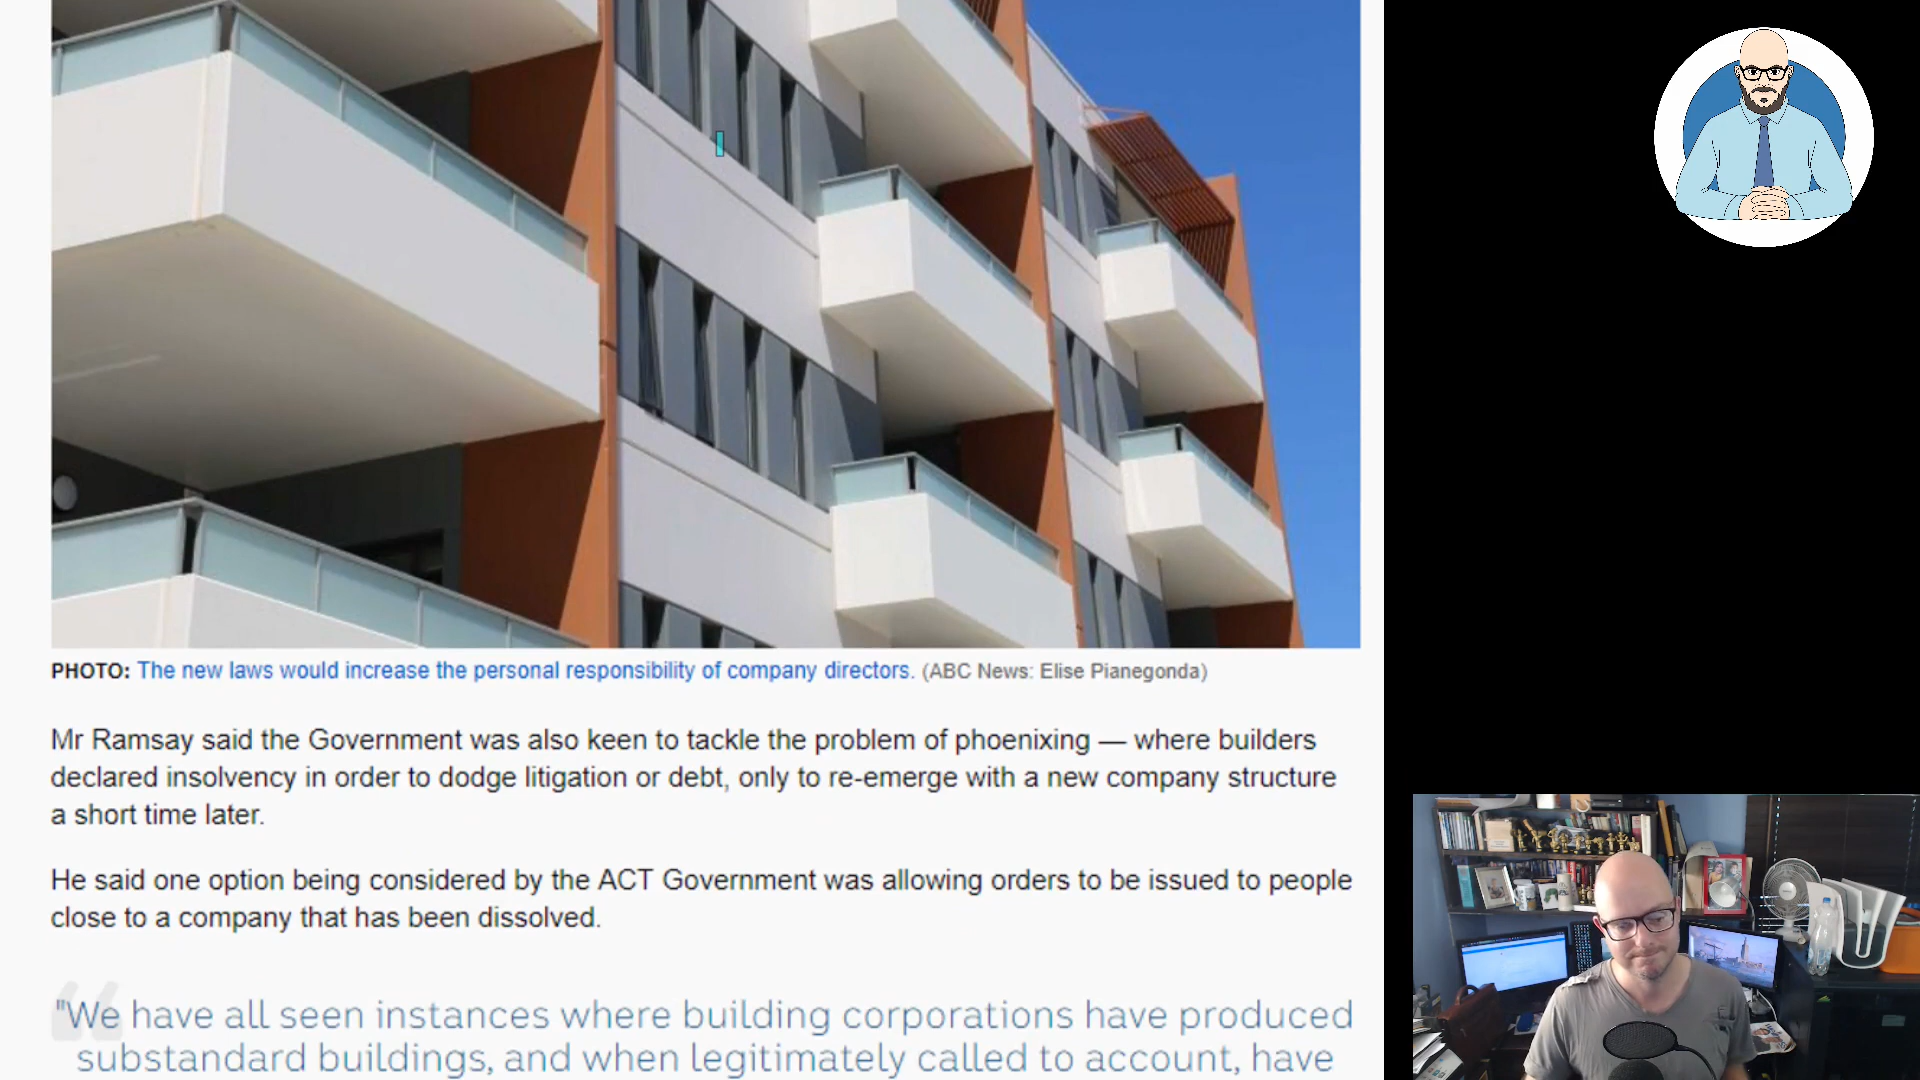 PHOTO: The new laws would increase the personal responsibility of company directors. (ABC News: Elise Pianegonda)
Mr Ramsay said the Government was also keen to tackle the problem of phoenixing — where builders
declared insolvency in order to dodge litigation or debt, only to re-emerge with a new company structure
a short time later.
He said one option being considered by the ACT Government was allowing orders to be issued to people
close to a company that has been dissolved.
"We have all seen instances where building corporations have produced
substandard buildings, and when legitimately called to account, have